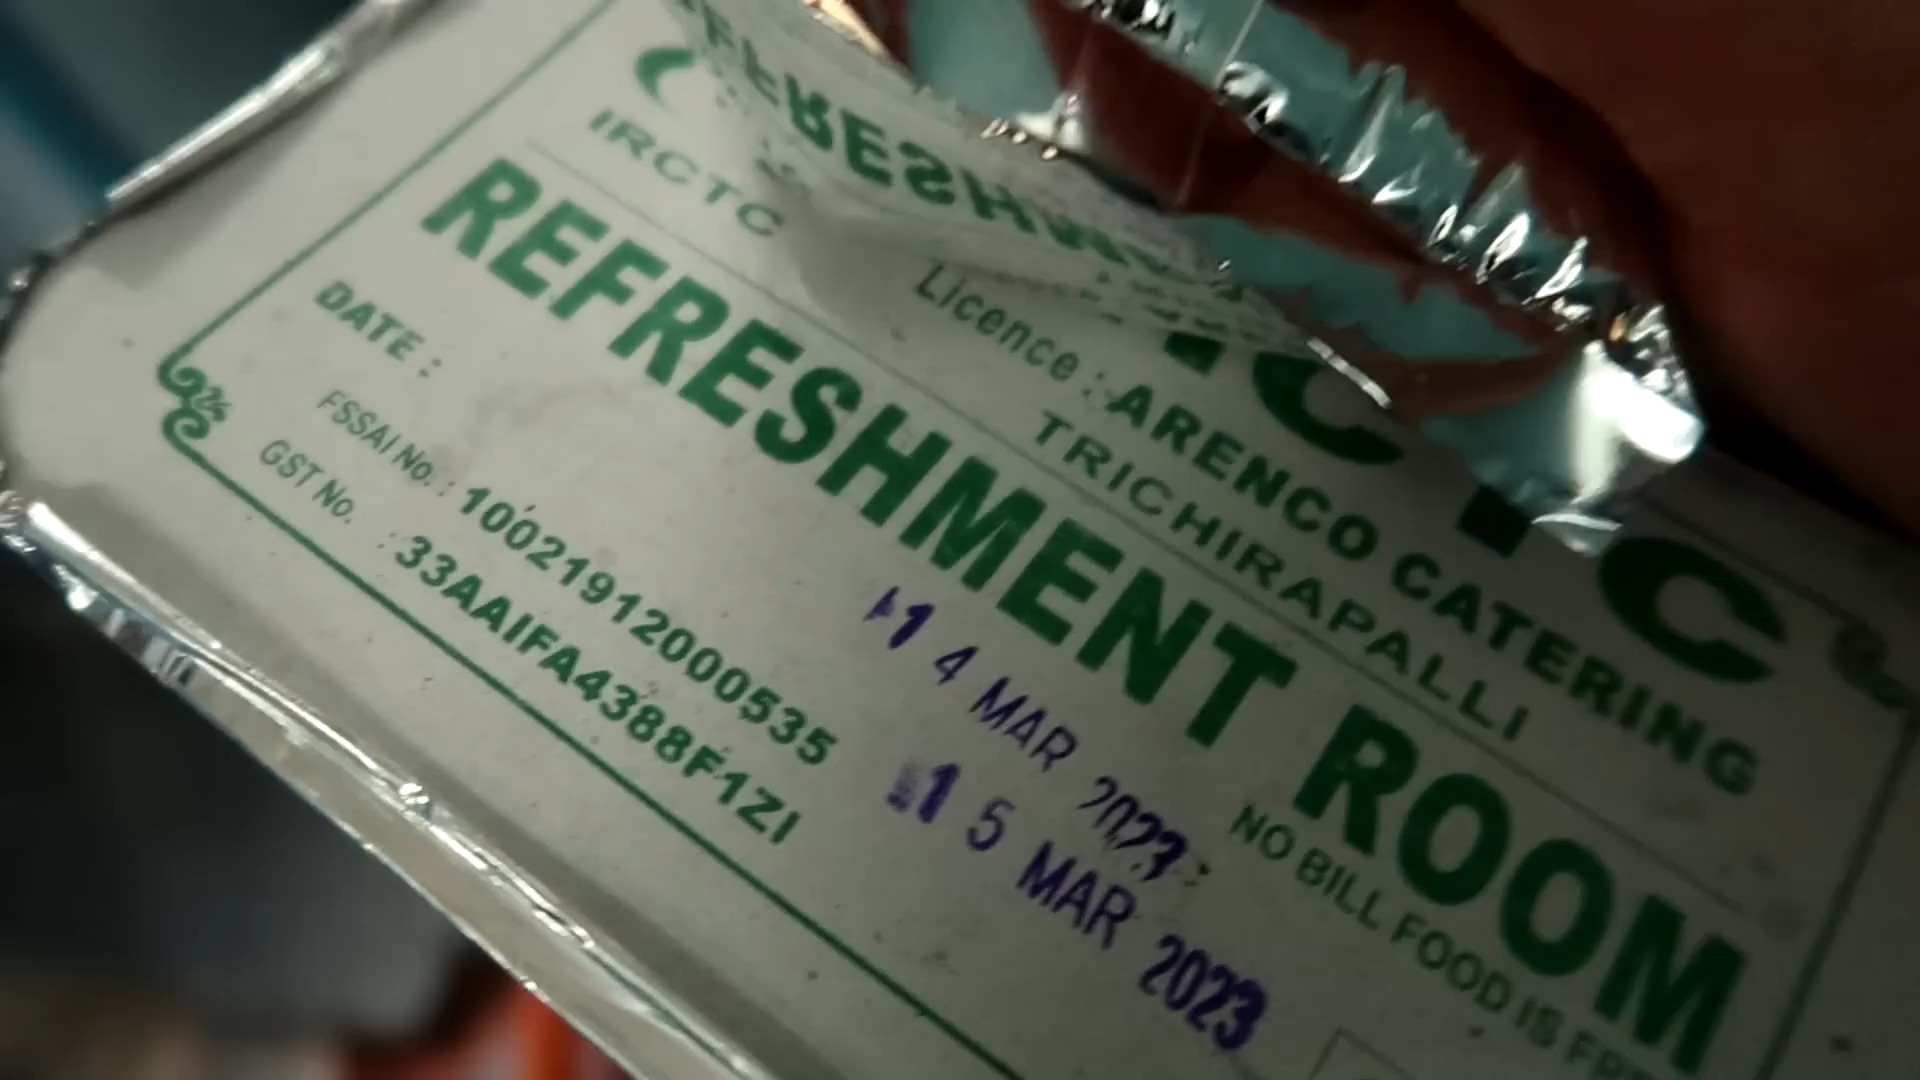 IRCTC
Licence : ARENCO CATERING
TRICHIRAPALLI
REFRESHMENT ROOM
DATE :
NO BILL FOOD IS
FSSAI No. : 10021912000535
GST No. : 33AAIFA4388F1ZI
14 MAR 2023
15 MAR 2023